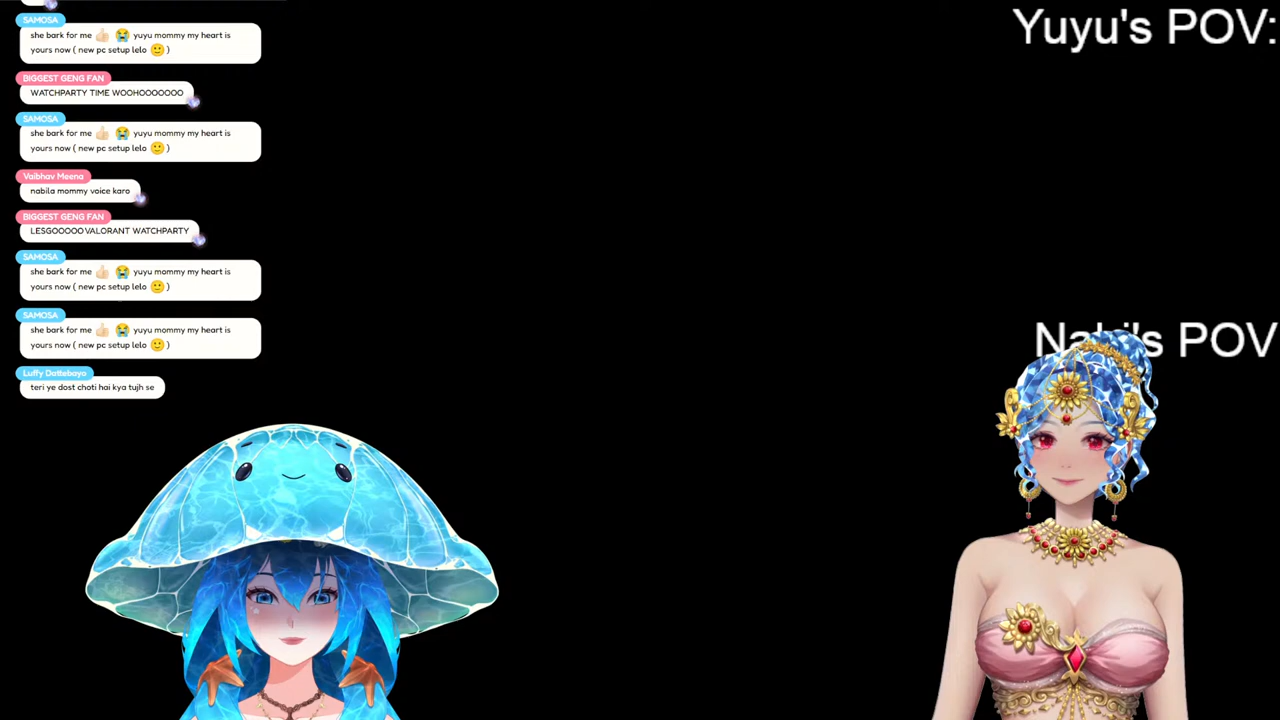 SAMOSA
she bark for me 👍🏻 😭 yuyu mommy my heart is
yours now ( new pc setup lelo 🙂 )
BIGGEST GENG FAN
WATCHPARTY TIME WOOHOOOOOOO
SAMOSA
she bark for me 👍🏻 😭 yuyu mommy my heart is
yours now ( new pc setup lelo 🙂 )
Vaibhav Meena
nabila mommy voice karo
BIGGEST GENG FAN
LESGOOOOO VALORANT WATCHPARTY
SAMOSA
she bark for me 👍🏻 😭 yuyu mommy my heart is
yours now ( new pc setup lelo 🙂 )
SAMOSA
she bark for me 👍🏻 😭 yuyu mommy my heart is
yours now ( new pc setup lelo 🙂 )
Luffy Dattebayo
teri ye dost choti hai kya tujh se
Yuyu's POV:
POV